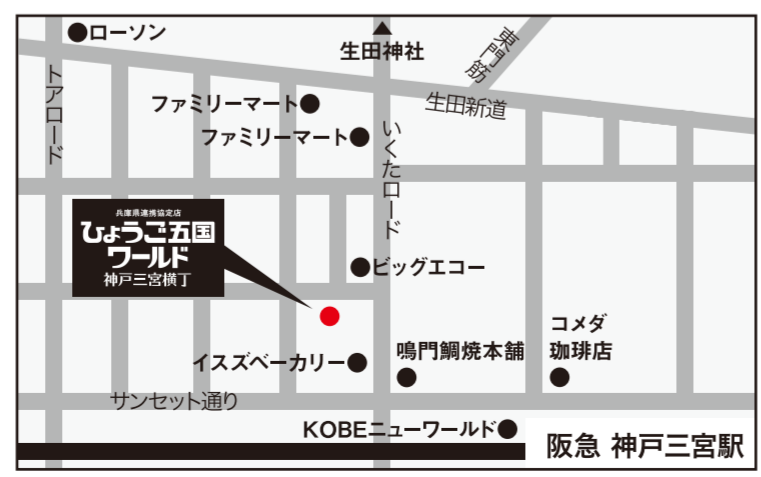 ローソン
生田神社
東門筋
トアロード
ファミリーマート
生田新道
ファミリーマート
いくたロード
兵庫県連携協定店
ひょうご五国
ワールド
神戸三宮横丁
ビッグエコー
コメダ
珈琲店
鳴門鯛焼本舗
イスズベーカリー
サンセット通り
KOBEニューワールド
阪急 神戸三宮駅